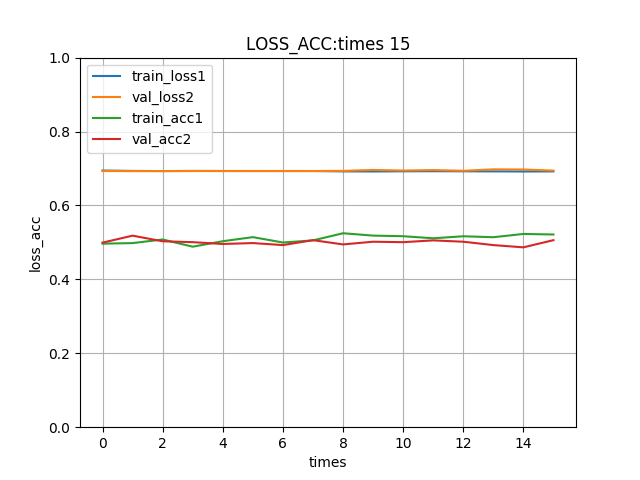 LOSS_ACC:times 15
1.0
0.8
0.6
0.4
0.2
0.0
loss_acc
train_loss1
val_loss2
train_acc1
val_acc2
0 2 4 6 8 10 12 14
times